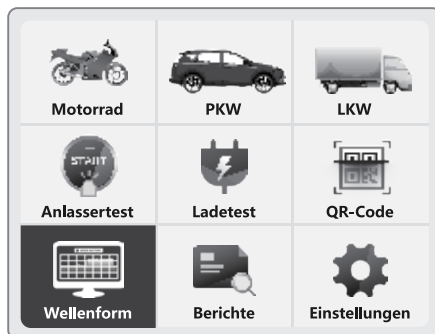 Motorrad PKW LKW
START
Anlassertest Ladetest QR-Code
Wellenform Berichte Einstellungen